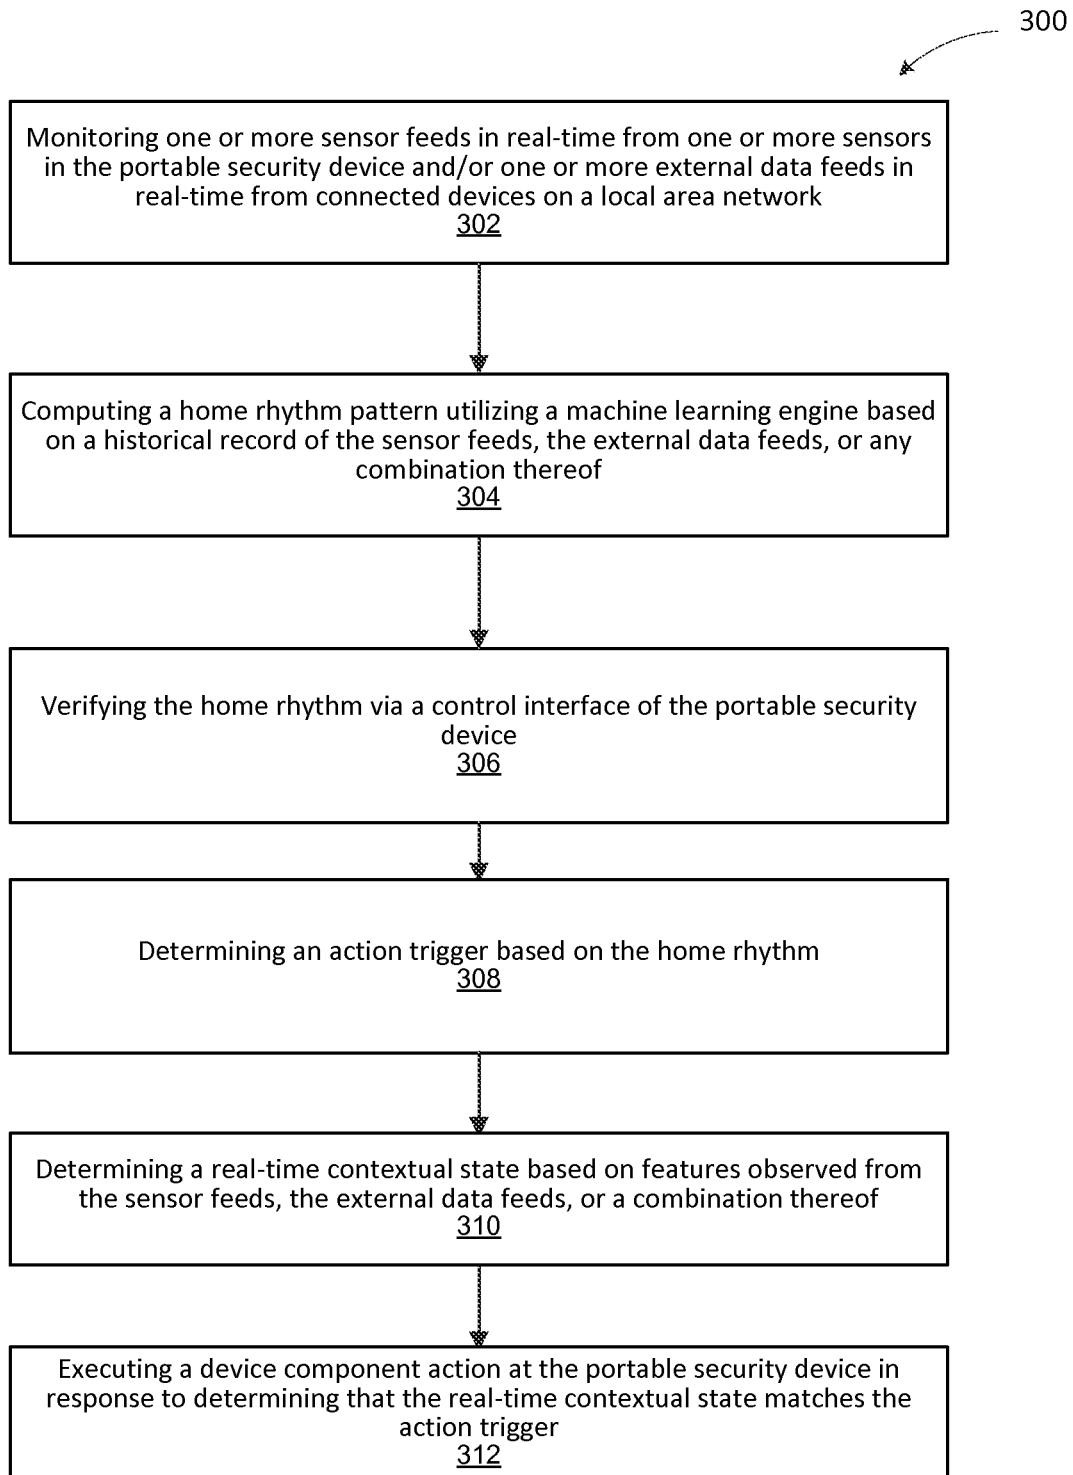 300
Monitoring one or more sensor feeds in real-time from one or more sensors
in the portable security device and/or one or more external data feeds in
real-time from connected devices on a local area network
302
Computing a home rhythm pattern utilizing a machine learning engine based
on a historical record of the sensor feeds, the external data feeds, or any
combination thereof
304
Verifying the home rhythm via a control interface of the portable security
device
306
Determining an action trigger based on the home rhythm
308
Determining a real-time contextual state based on features observed from
the sensor feeds, the external data feeds, or a combination thereof
310
Executing a device component action at the portable security device in
response to determining that the real-time contextual state matches the
action trigger
312